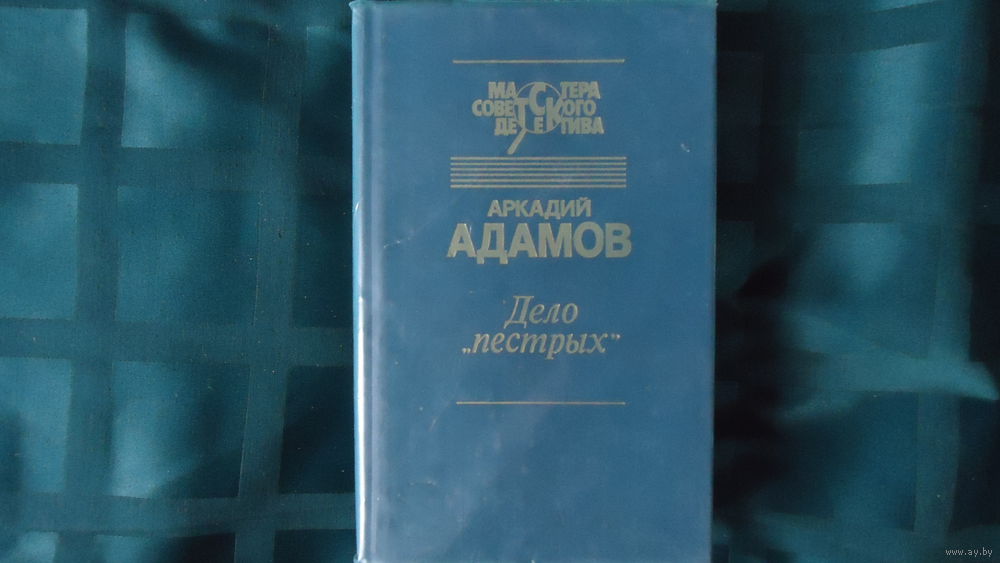 МАСТЕРА
СОВЕТСКОГО
ДЕТЕКТИВА
АРКАДИЙ
АДАМОВ
Дело
„пестрых”
www.ay.by